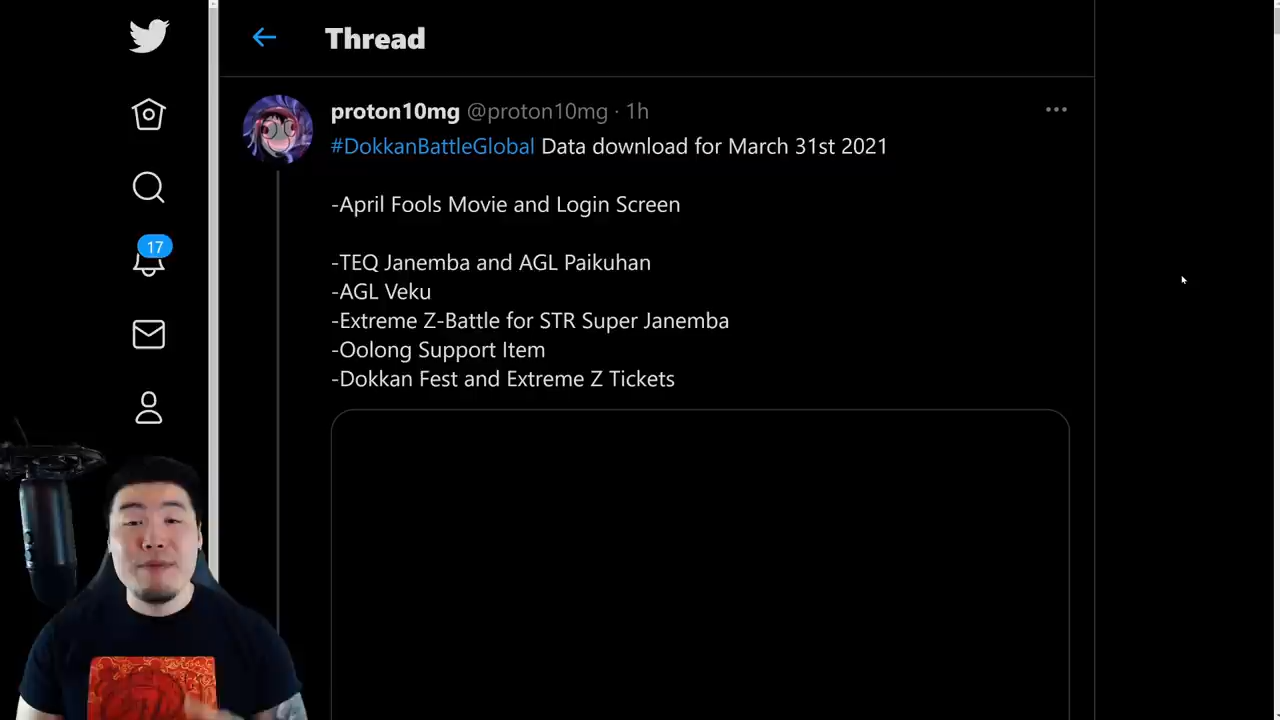 Thread
proton10mg @proton10mg · 1h
#DokkanBattleGlobal Data download for March 31st 2021
-April Fools Movie and Login Screen
-TEQ Janemba and AGL Paikuhan
-AGL Veku
-Extreme Z-Battle for STR Super Janemba
-Oolong Support Item
-Dokkan Fest and Extreme Z Tickets
17